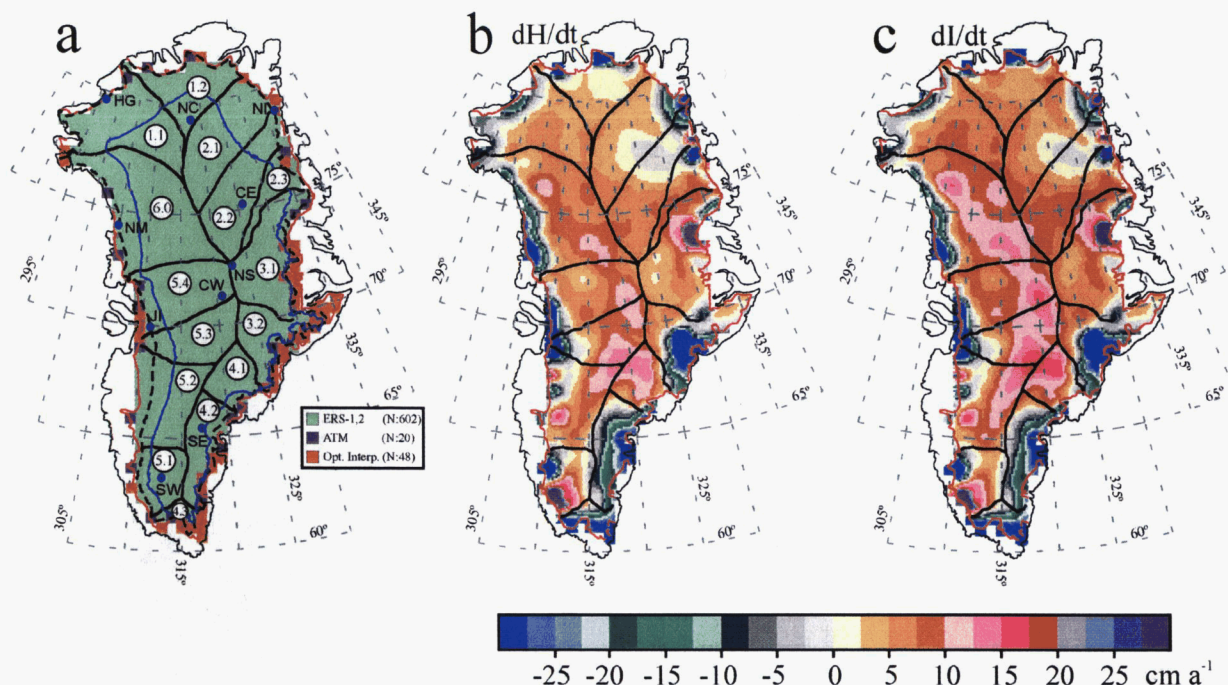 a
b
dH/dt
c
dI/dt
HG
1.2
NC
1.1
2.1
2.3
CE
6.0
2.2
NM
NS
3.1
5.4
CW
JI
5.3
3.2
5.2
4.1
4.2
SE
5.1
SW
75°
345°
295°
70°
335°
65°
325°
305°
60°
315°
ERS-1,2 (N:602)
ATM (N:20)
Opt. Interp. (N:48)
75°
345°
295°
70°
335°
65°
325°
305°
60°
315°
75°
345°
295°
70°
335°
65°
325°
305°
60°
315°
-25 -20 -15 -10 -5 0 5 10 15 20 25 cm a⁻¹